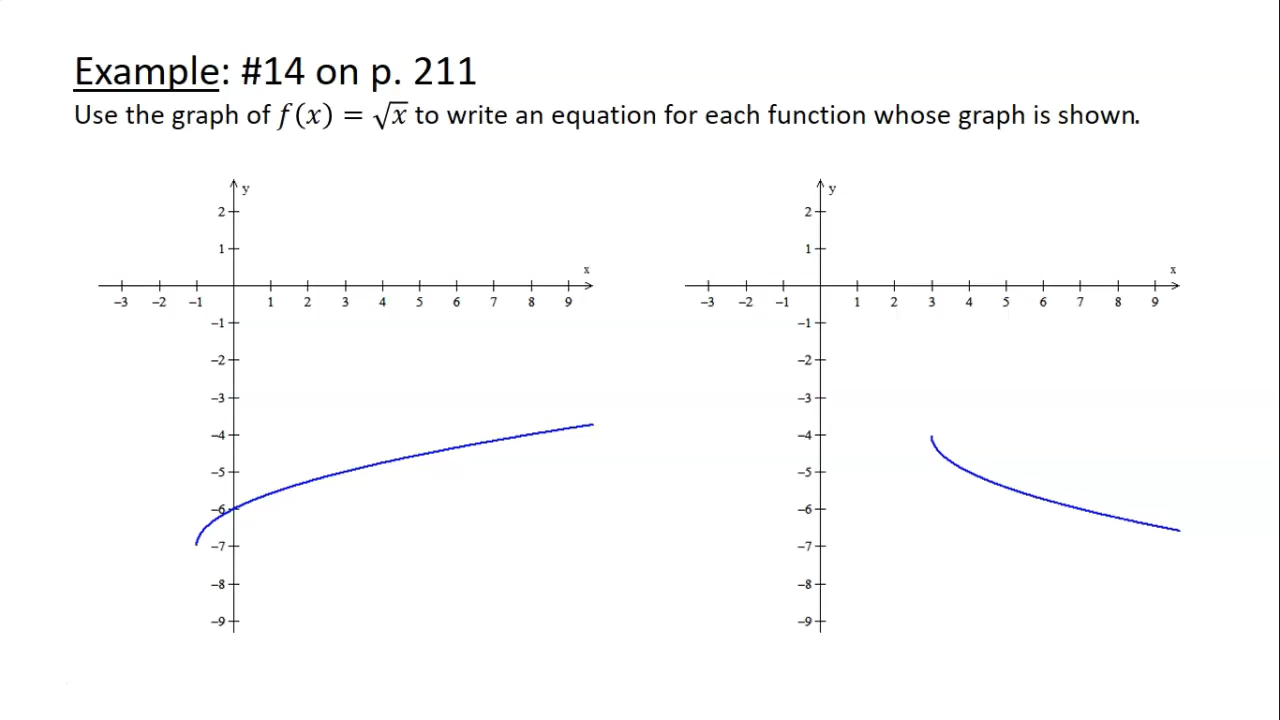 Example: #14 on p. 211
Use the graph of f(x) = √x to write an equation for each function whose graph is shown.
y
2
1
x
−3 −2 −1 1 2 3 4 5 6 7 8 9
−1
−2
−3
−4
−5
−6
−7
−8
−9
y
2
1
x
−3 −2 −1 1 2 3 4 5 6 7 8 9
−1
−2
−3
−4
−5
−6
−7
−8
−9